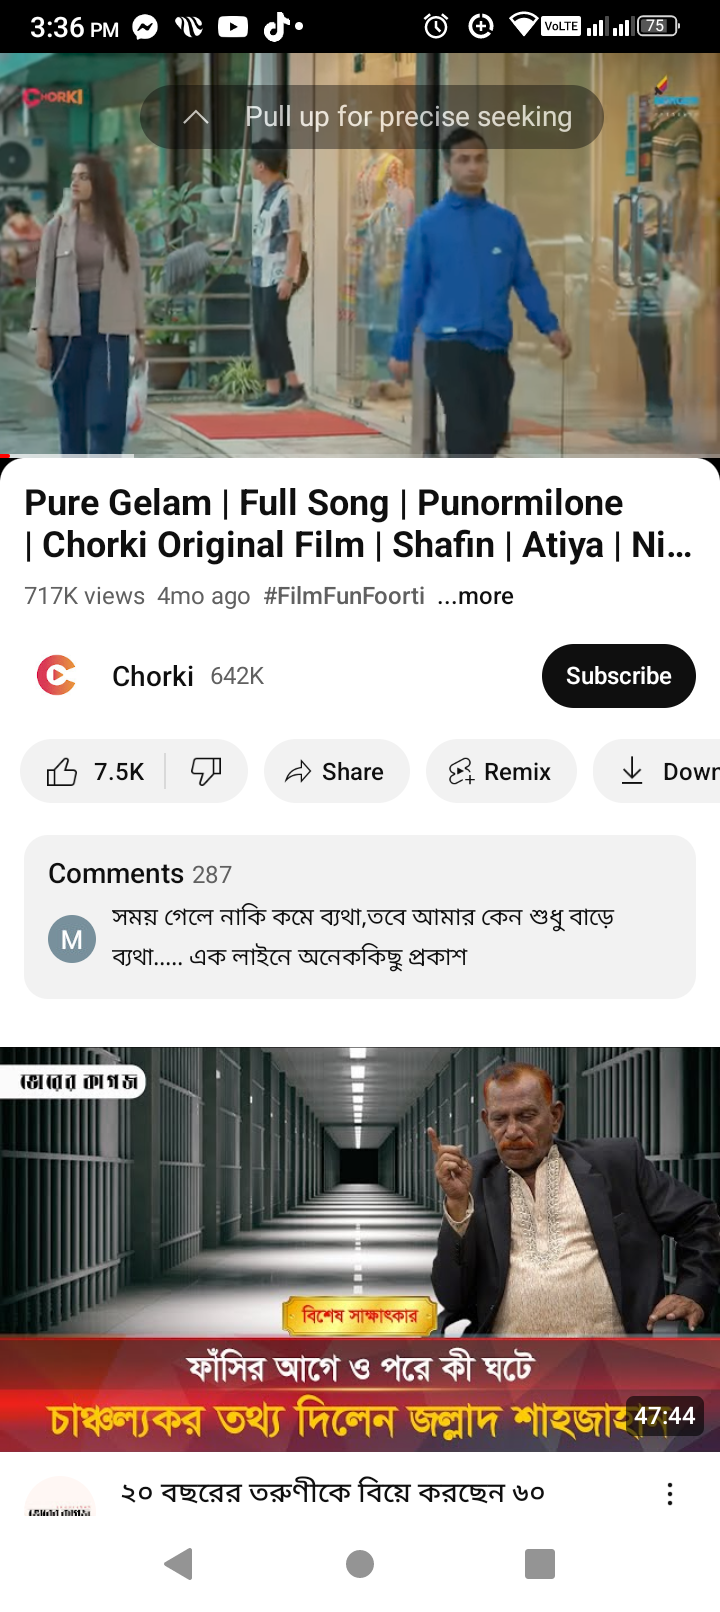 3:36 PM
VoLTE
75
CHORKI
Pull up for precise seeking
Pure Gelam | Full Song | Punormilone
| Chorki Original Film | Shafin | Atiya | Ni...
717K views 4mo ago #FilmFunFoorti ...more
Chorki 642K
Subscribe
7.5K
Share
Remix
Down
Comments 287
M
সময় গেলে নাকি কমে ব্যথা,তবে আমার কেন শুধু বাড়ে
ব্যথা..... এক লাইনে অনেককিছু প্রকাশ
ভোরের কাগজ
বিশেষ সাক্ষাৎকার
ফাঁসির আগে ও পরে কী ঘটে
চাঞ্চল্যকর তথ্য দিলেন জল্লাদ শাহজাহান
47:44
২০ বছরের তরুণীকে বিয়ে করছেন ৬০